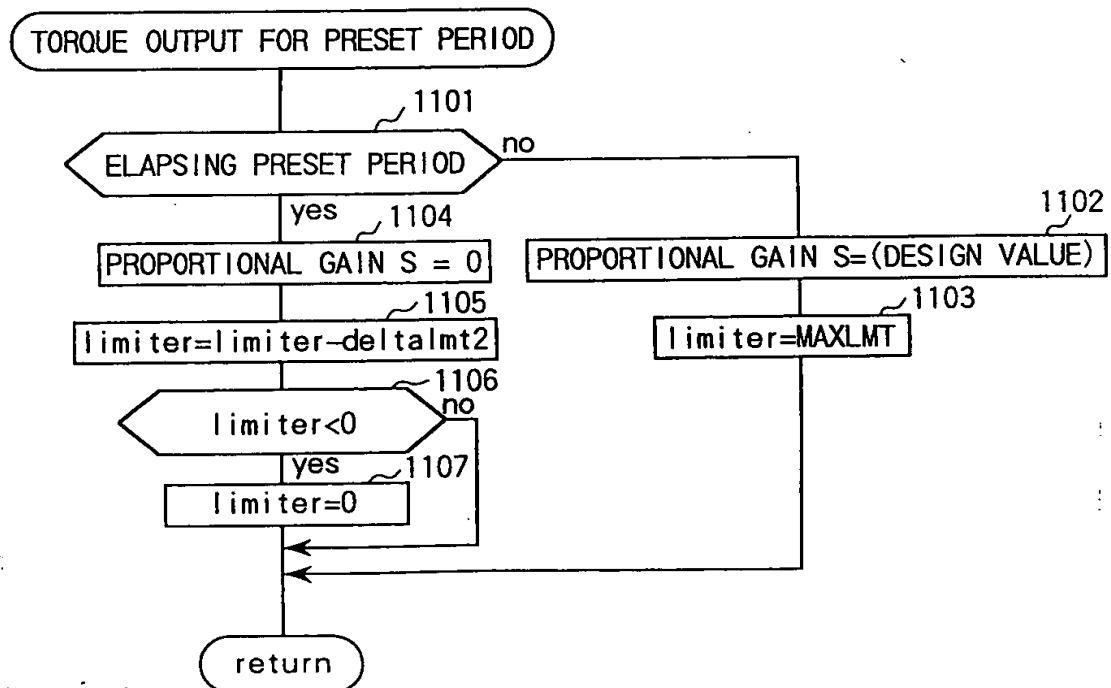 TORQUE OUTPUT FOR PRESET PERIOD
1101
ELAPSING PRESET PERIOD
no
yes
1104
1102
PROPORTIONAL GAIN S = 0
PROPORTIONAL GAIN S=(DESIGN VALUE)
1105
1103
limiter=limiter-deltalmt2
limiter=MAXLMT
1106
limiter<0
no
yes
1107
limiter=0
return